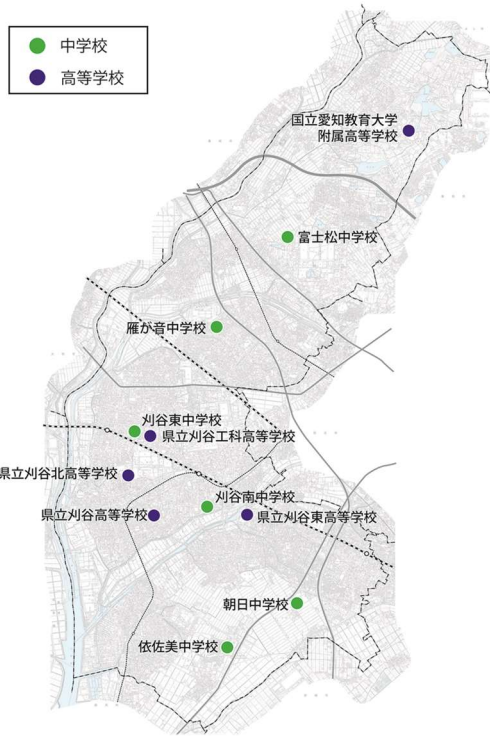 中学校
高等学校
国立愛知教育大学
附属高等学校
富士松中学校
雁が音中学校
刈谷東中学校
県立刈谷工科高等学校
県立刈谷北高等学校
刈谷南中学校
県立刈谷高等学校
県立刈谷東高等学校
朝日中学校
依佐美中学校